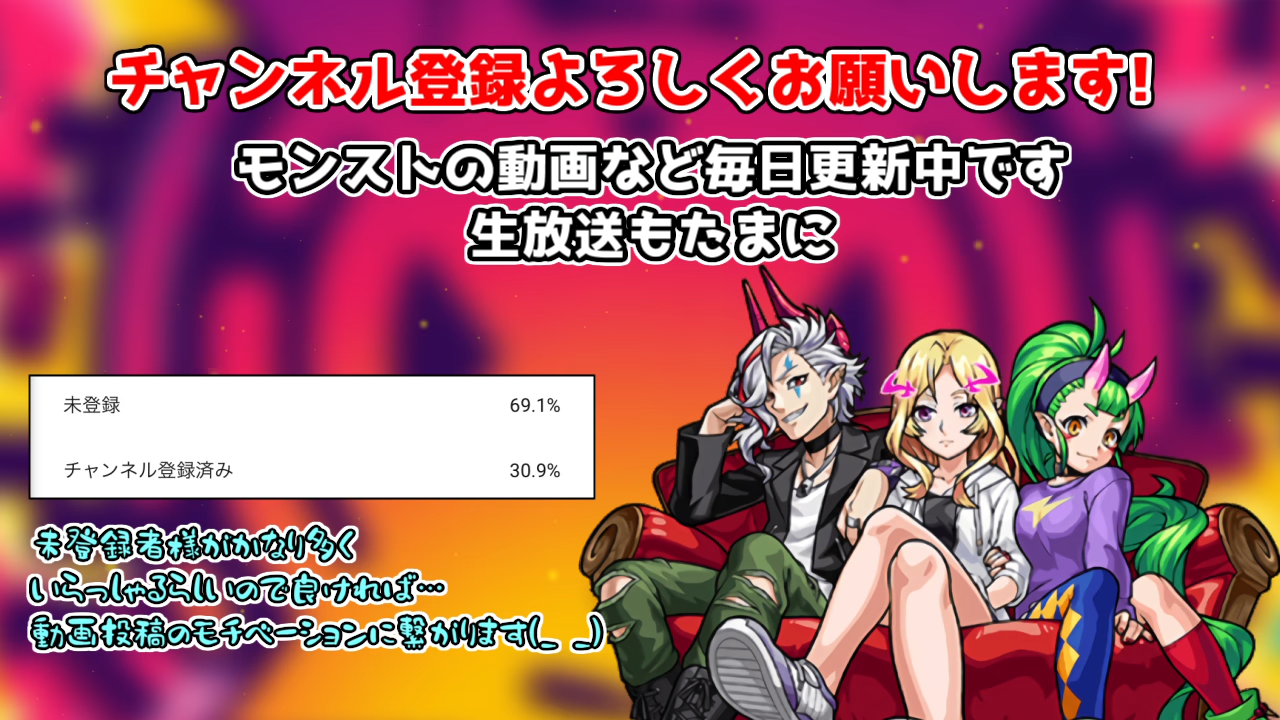 チャンネル登録よろしくお願いします!
モンストの動画など毎日更新中です
生放送もたまに
未登録 69.1%
チャンネル登録済み 30.9%
未登録者様がかなり多く
いらっしゃるらしいので良ければ…
動画投稿のモチベーションに繋がります(_ _)